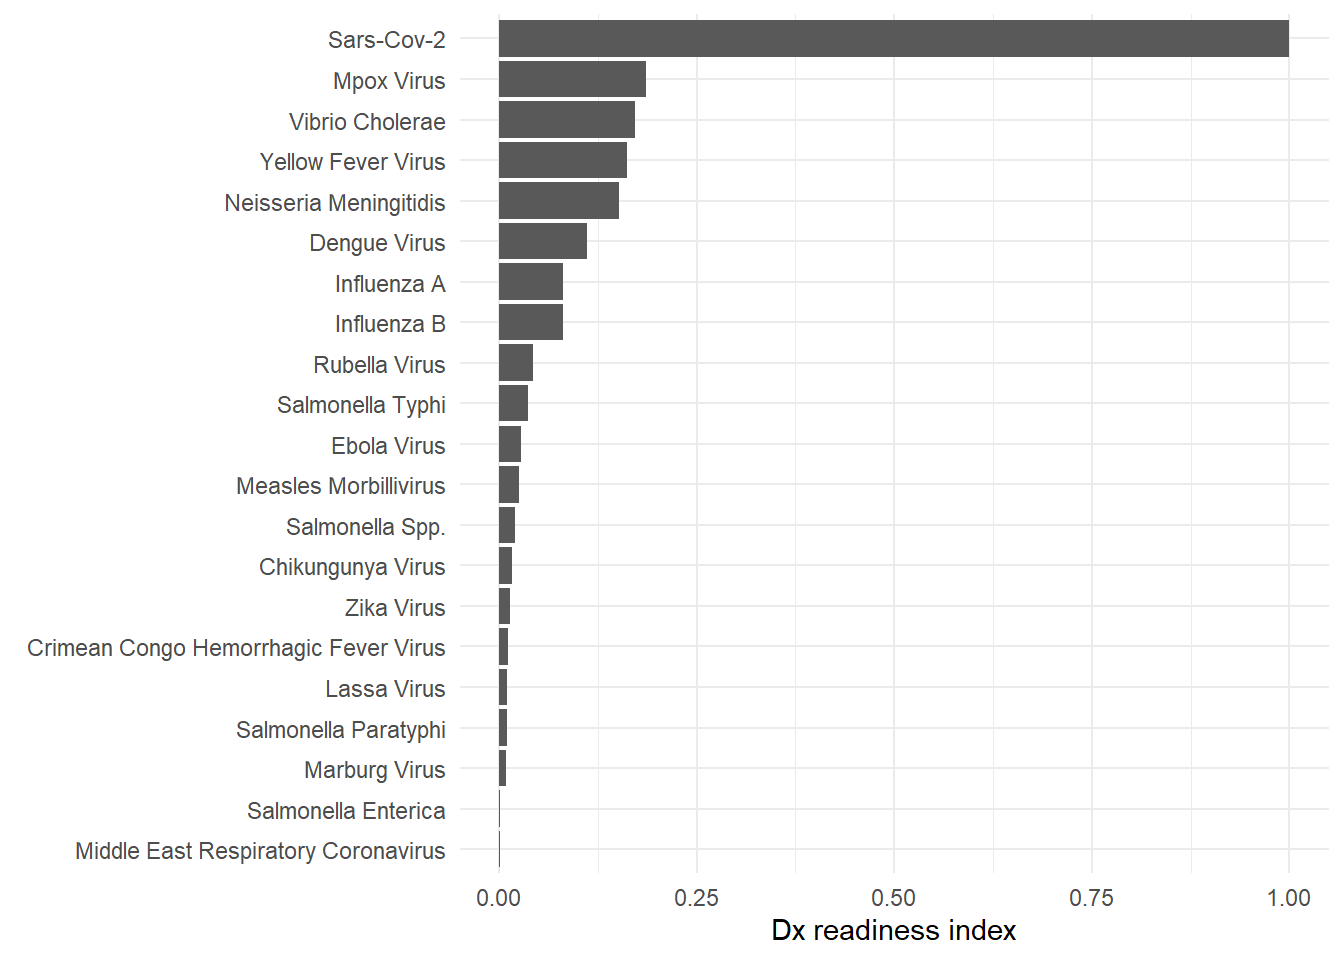 Sars-Cov-2
Mpox Virus
Vibrio Cholerae
Yellow Fever Virus
Neisseria Meningitidis
Dengue Virus
Influenza A
Influenza B
Rubella Virus
Salmonella Typhi
Ebola Virus
Measles Morbillivirus
Salmonella Spp.
Chikungunya Virus
Zika Virus
Crimean Congo Hemorrhagic Fever Virus
Lassa Virus
Salmonella Paratyphi
Marburg Virus
Salmonella Enterica
Middle East Respiratory Coronavirus
0.00 0.25 0.50 0.75 1.00
Dx readiness index